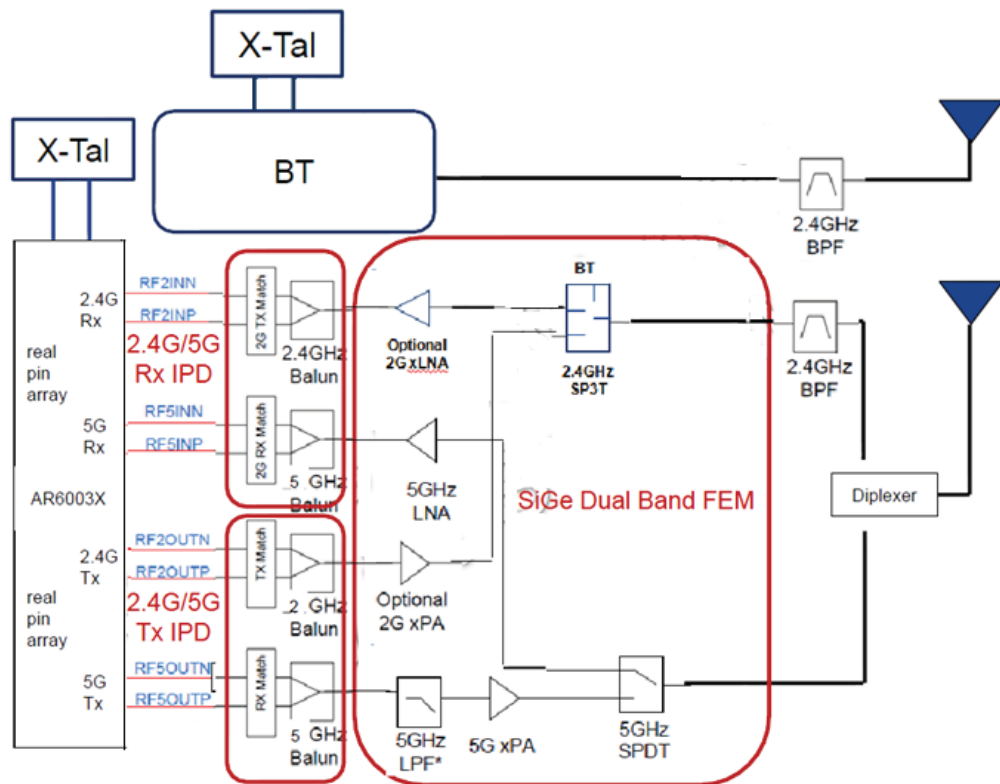 X-Tal
X-Tal
BT
2.4GHz
BPF
2.4G
Rx
RF2INN
RF2INP
real
pin
array
2.4G/5G
Rx IPD
2G TX Match
2.4GHz
Balun
Optional
2G xLNA
BT
2.4GHz
SP3T
2.4GHz
BPF
5G
Rx
RF5INN
RF5INP
2G RX Match
5 GHz
Balun
5GHz
LNA
SiGe Dual Band FEM
Diplexer
AR6003X
2.4G
Tx
RF2OUTN
RF2OUTP
real
pin
array
2.4G/5G
Tx IPD
TX Match
2 GHz
Balun
Optional
2G xPA
5G
Tx
RF5OUTN
RF5OUTP
RX Match
5 GHz
Balun
5GHz
LPF*
5G xPA
5GHz
SPDT